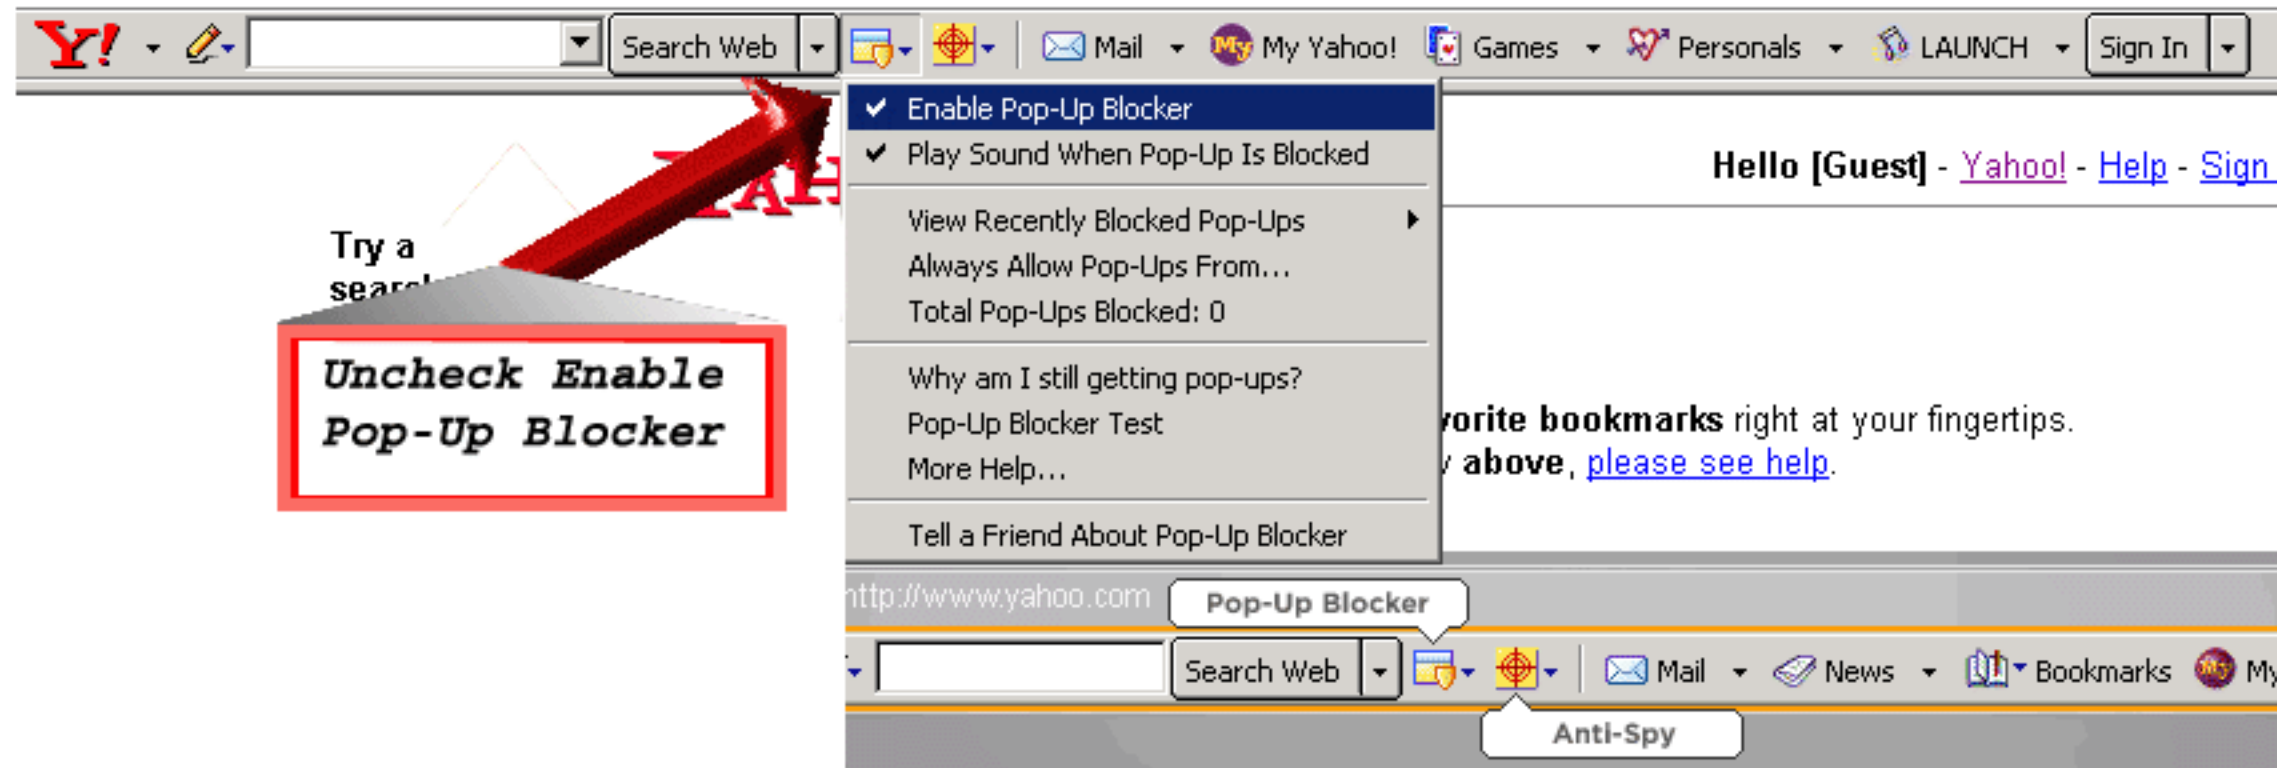 Y! Search Web Mail My Yahoo! Games Personals LAUNCH Sign In
Enable Pop-Up Blocker
Play Sound When Pop-Up Is Blocked
View Recently Blocked Pop-Ups
Always Allow Pop-Ups From...
Total Pop-Ups Blocked: 0
Why am I still getting pop-ups?
Pop-Up Blocker Test
More Help...
Tell a Friend About Pop-Up Blocker
Hello [Guest] - Yahoo! - Help - Sign
YAH
Try a
search
Uncheck Enable
Pop-Up Blocker
vorite bookmarks right at your fingertips.
y above, please see help.
http://www.yahoo.com
Pop-Up Blocker
Search Web Mail News Bookmarks My
Anti-Spy